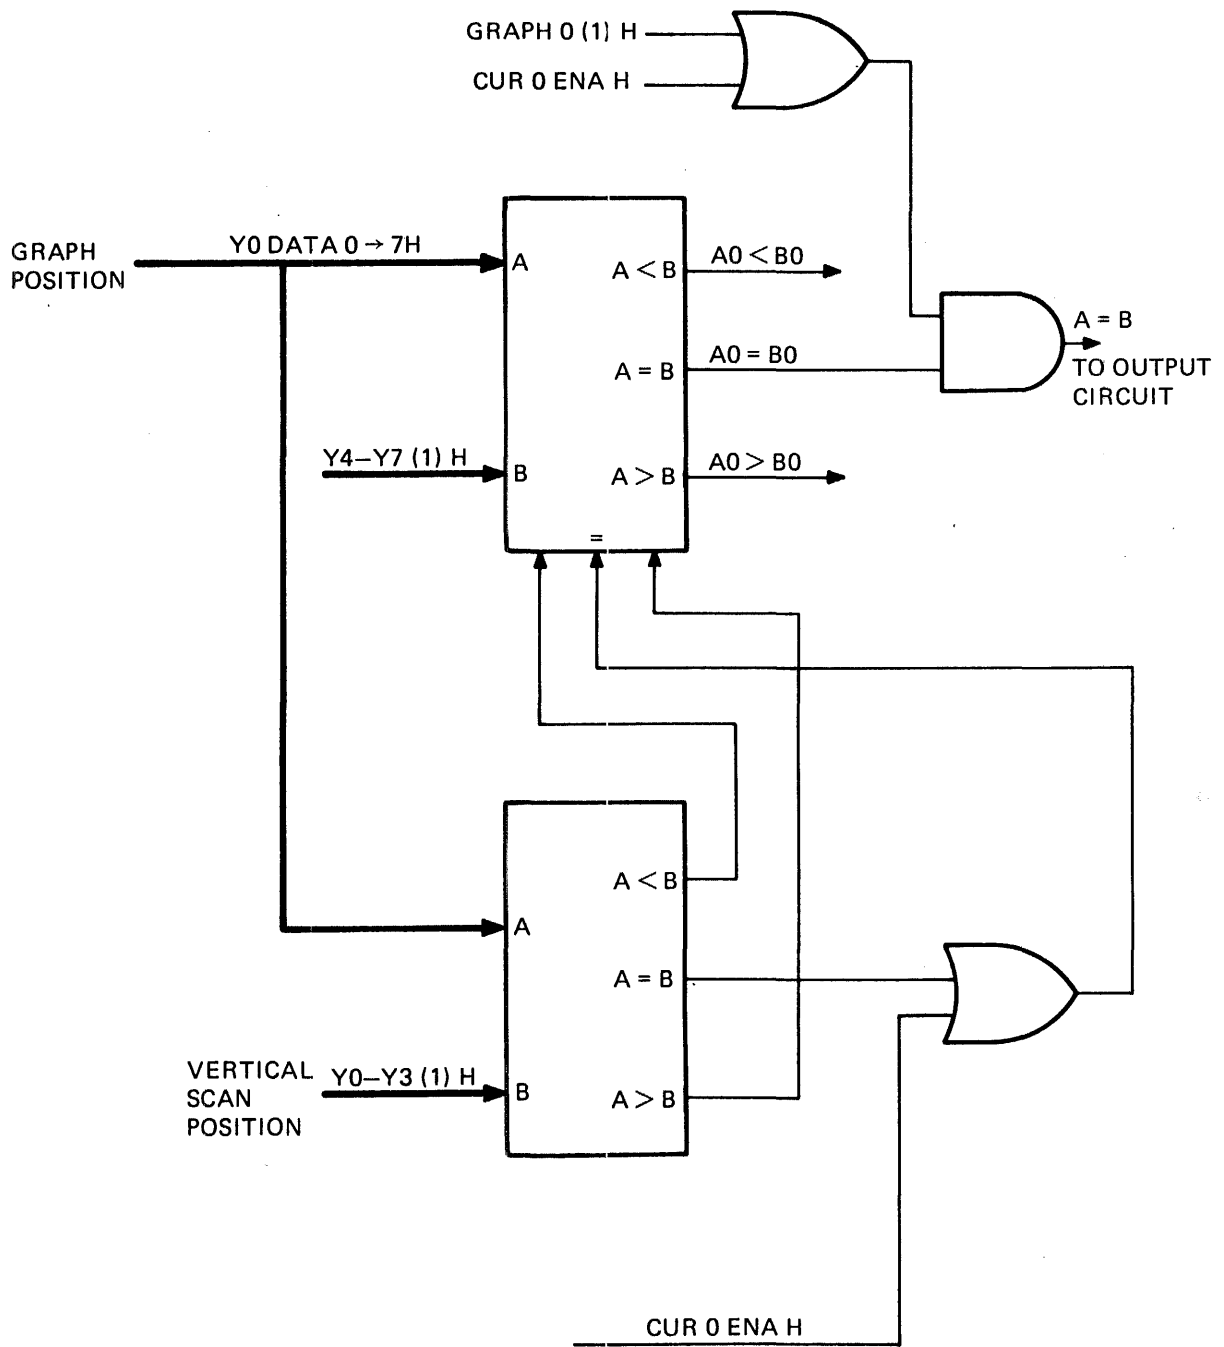 GRAPH 0 (1) H
CUR 0 ENA H
GRAPH
POSITION
Y0 DATA 0 → 7H
A
A < B
A0 < B0
A = B
A0 = B0
A = B
TO OUTPUT
CIRCUIT
Y4–Y7 (1) H
B
A > B
A0 > B0
=
A < B
A
A = B
VERTICAL
SCAN
POSITION
Y0–Y3 (1) H
B
A > B
CUR 0 ENA H